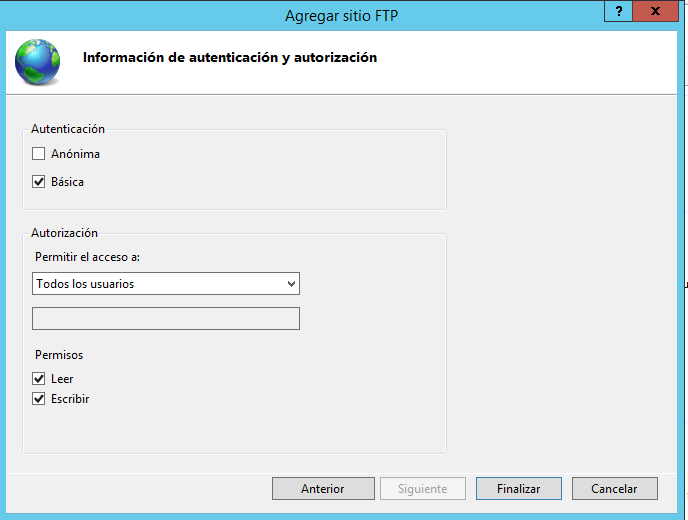 Agregar sitio FTP
?
x
Información de autenticación y autorización
Autenticación
Anónima
Básica
Autorización
Permitir el acceso a:
Todos los usuarios
Permisos
Leer
Escribir
Anterior
Siguiente
Finalizar
Cancelar